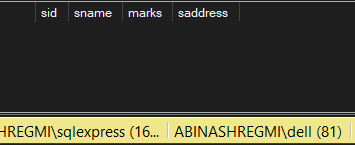 sid sname marks saddress
HREGMI\sqlexpress (16... ABINASHREGMI\dell (81)